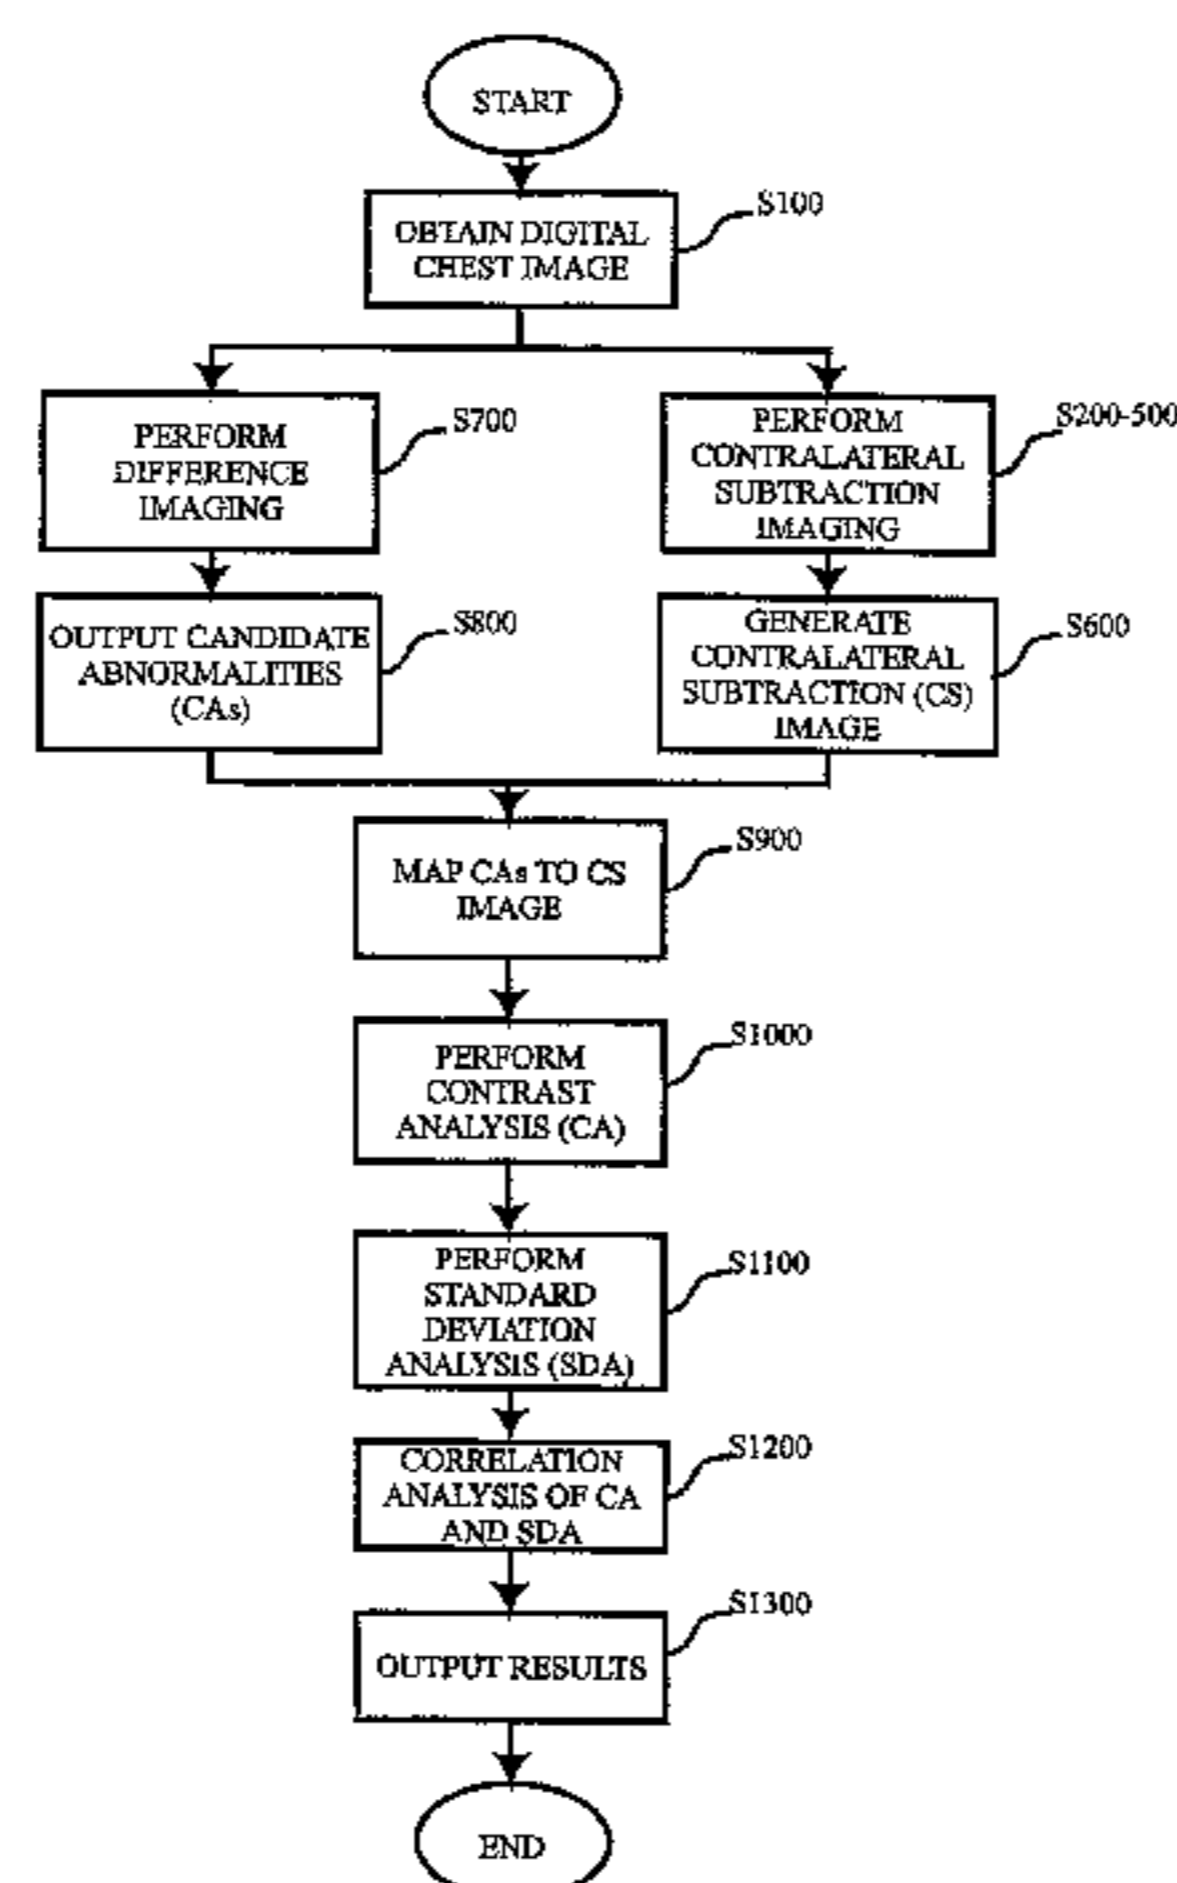 START
OBTAIN DIGITAL
CHEST IMAGE
S100
PERFORM
DIFFERENCE
IMAGING
S700
PERFORM
CONTRALATERAL
SUBTRACTION
IMAGING
S200-500
OUTPUT CANDIDATE
ABNORMALITIES
(CAs)
S800
GENERATE
CONTRALATERAL
SUBTRACTION (CS)
IMAGE
S600
MAP CAs TO CS
IMAGE
S900
PERFORM
CONTRAST
ANALYSIS (CA)
S1000
PERFORM
STANDARD
DEVIATION
ANALYSIS (SDA)
S1100
CORRELATION
ANALYSIS OF CA
AND SDA
S1200
OUTPUT RESULTS
S1300
END